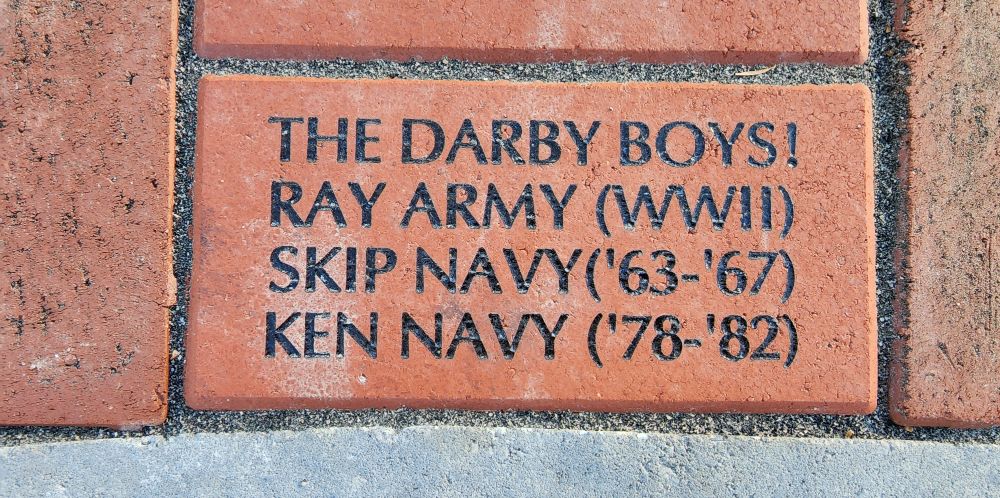 THE DARBY BOYS!
RAY ARMY (WWII)
SKIP NAVY('63-'67)
KEN NAVY ('78-'82)